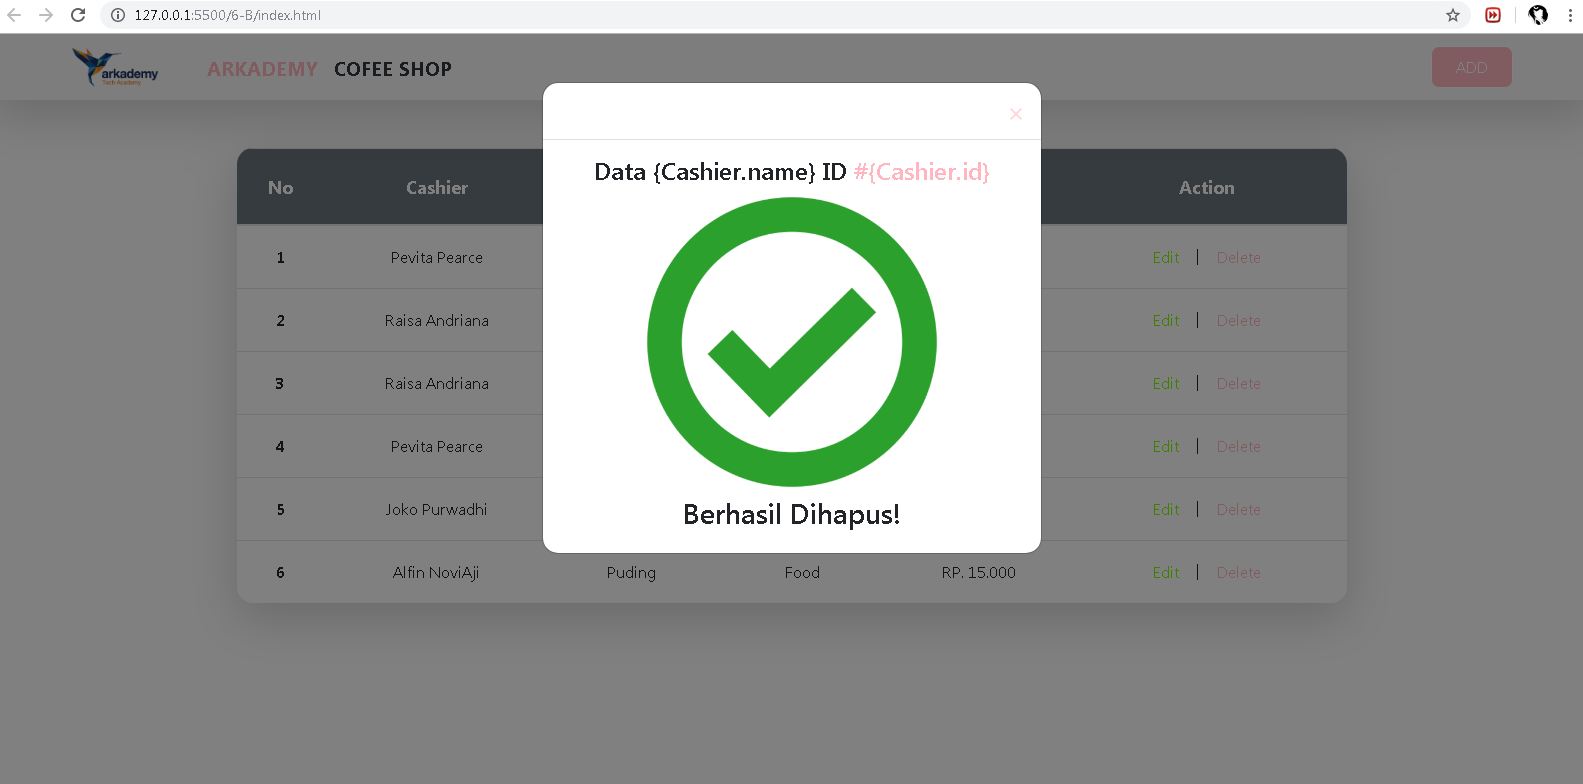 127.0.0.1:5500/6-B/index.html
arkademy
Tech Academy
ARKADEMY COFEE SHOP
ADD
×
Data {Cashier.name} ID #{Cashier.id}
Berhasil Dihapus!
No Cashier Action
1 Pevita Pearce Edit | Delete
2 Raisa Andriana Edit | Delete
3 Raisa Andriana Edit | Delete
4 Pevita Pearce Edit | Delete
5 Joko Purwadhi Edit | Delete
6 Alfin NoviAji Puding Food RP. 15.000 Edit | Delete